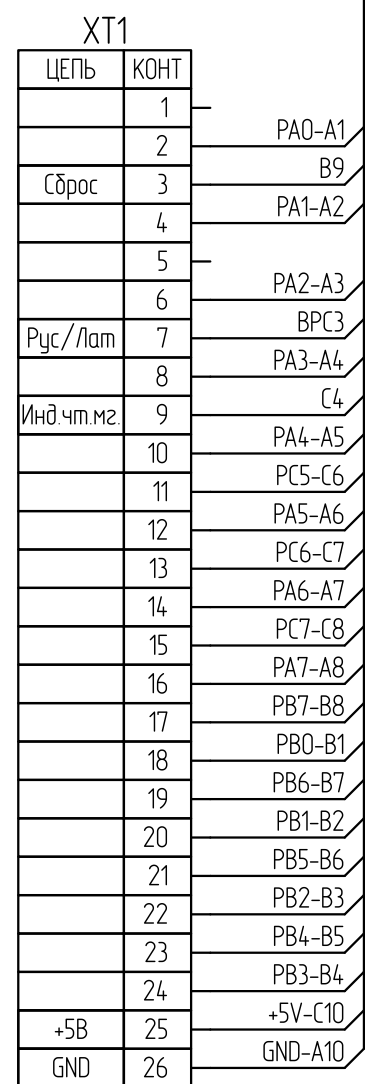 XT1
ЦЕПЬ КОНТ
1
2 PA0-A1
Сброс 3 B9
4 PA1-A2
5
6 PA2-A3
Рус/Лат 7 ВРС3
8 PA3-A4
Инд.чт.мг. 9 C4
10 PA4-A5
11 PC5-C6
12 PA5-A6
13 PC6-C7
14 PA6-A7
15 PC7-C8
16 PA7-A8
17 PB7-B8
18 PB0-B1
19 PB6-B7
20 PB1-B2
21 PB5-B6
22 PB2-B3
23 PB4-B5
24 PB3-B4
+5В 25 +5V-C10
GND 26 GND-A10